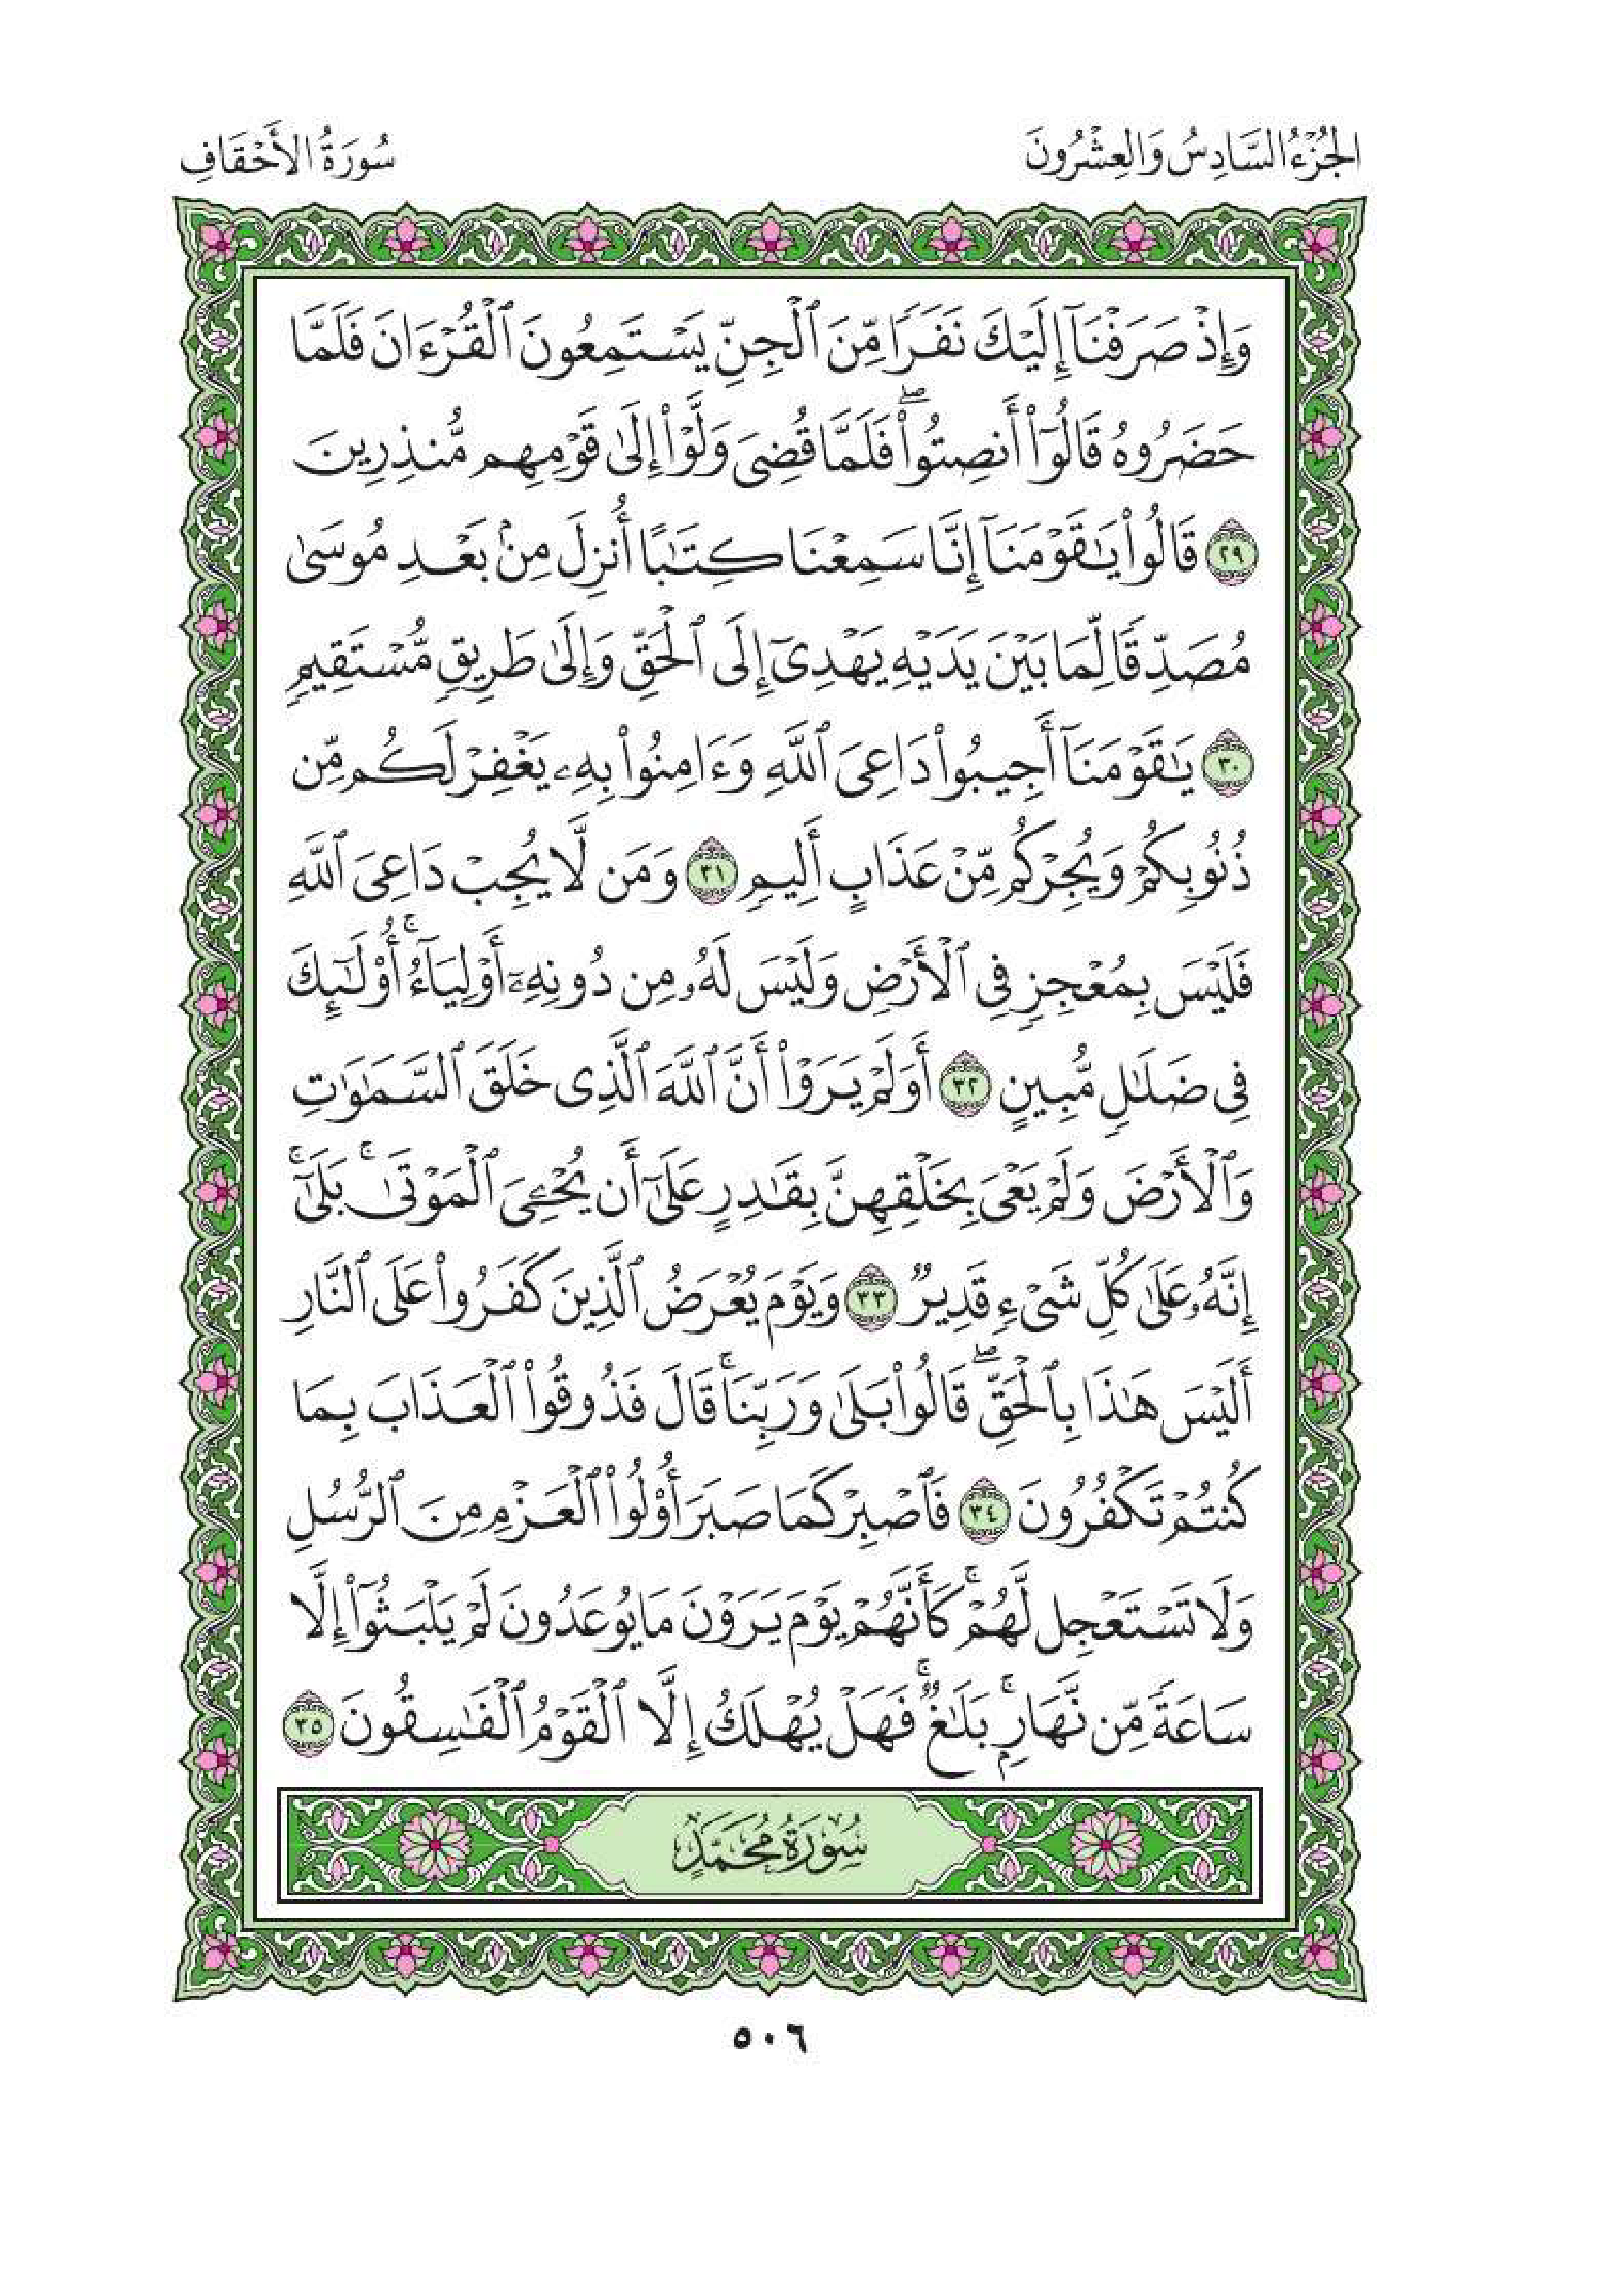 الجُزْءُ السَّادِسُ وَالعِشْرُونَ
سُورَةُ الأَحْقَافِ
وَإِذْ صَرَفْنَآ إِلَيْكَ نَفَرًا مِّنَ ٱلْجِنِّ يَسْتَمِعُونَ ٱلْقُرْءَانَ فَلَمَّا
حَضَرُوهُ قَالُوٓا۟ أَنصِتُوا۟ ۖ فَلَمَّا قُضِىَ وَلَّوْا۟ إِلَىٰ قَوْمِهِم مُّنذِرِينَ
٢٩ قَالُوا۟ يَـٰقَوْمَنَآ إِنَّا سَمِعْنَا كِتَـٰبًا أُنزِلَ مِنۢ بَعْدِ مُوسَىٰ
مُصَدِّقًا لِّمَا بَيْنَ يَدَيْهِ يَهْدِىٓ إِلَى ٱلْحَقِّ وَإِلَىٰ طَرِيقٍ مُّسْتَقِيمٍ
٣٠ يَـٰقَوْمَنَآ أَجِيبُوا۟ دَاعِىَ ٱللَّهِ وَءَامِنُوا۟ بِهِۦ يَغْفِرْ لَكُم مِّن
ذُنُوبِكُمْ وَيُجِرْكُم مِّنْ عَذَابٍ أَلِيمٍ ٣١ وَمَن لَّا يُجِبْ دَاعِىَ ٱللَّهِ
فَلَيْسَ بِمُعْجِزٍ فِى ٱلْأَرْضِ وَلَيْسَ لَهُۥ مِن دُونِهِۦٓ أَوْلِيَآءُ ۚ أُو۟لَـٰٓئِكَ
فِى ضَلَـٰلٍ مُّبِينٍ ٣٢ أَوَلَمْ يَرَوْا۟ أَنَّ ٱللَّهَ ٱلَّذِى خَلَقَ ٱلسَّمَـٰوَٰتِ
وَٱلْأَرْضَ وَلَمْ يَعْىَ بِخَلْقِهِنَّ بِقَـٰدِرٍ عَلَىٰٓ أَن يُحْـِۧىَ ٱلْمَوْتَىٰ ۚ بَلَىٰٓ ۚ
إِنَّهُۥ عَلَىٰ كُلِّ شَىْءٍ قَدِيرٌ ٣٣ وَيَوْمَ يُعْرَضُ ٱلَّذِينَ كَفَرُوا۟ عَلَى ٱلنَّارِ
أَلَيْسَ هَـٰذَا بِٱلْحَقِّ ۖ قَالُوا۟ بَلَىٰ وَرَبِّنَا ۚ قَالَ فَذُوقُوا۟ ٱلْعَذَابَ بِمَا
كُنتُمْ تَكْفُرُونَ ٣٤ فَٱصْبِرْ كَمَا صَبَرَ أُو۟لُوا۟ ٱلْعَزْمِ مِنَ ٱلرُّسُلِ
وَلَا تَسْتَعْجِل لَّهُمْ ۚ كَأَنَّهُمْ يَوْمَ يَرَوْنَ مَا يُوعَدُونَ لَمْ يَلْبَثُوٓا۟ إِلَّا
سَاعَةً مِّن نَّهَارٍۭ ۚ بَلَـٰغٌ ۚ فَهَلْ يُهْلَكُ إِلَّا ٱلْقَوْمُ ٱلْفَـٰسِقُونَ ٣٥
سُورَةُ مُحَمَّدٍ
٥٠٦